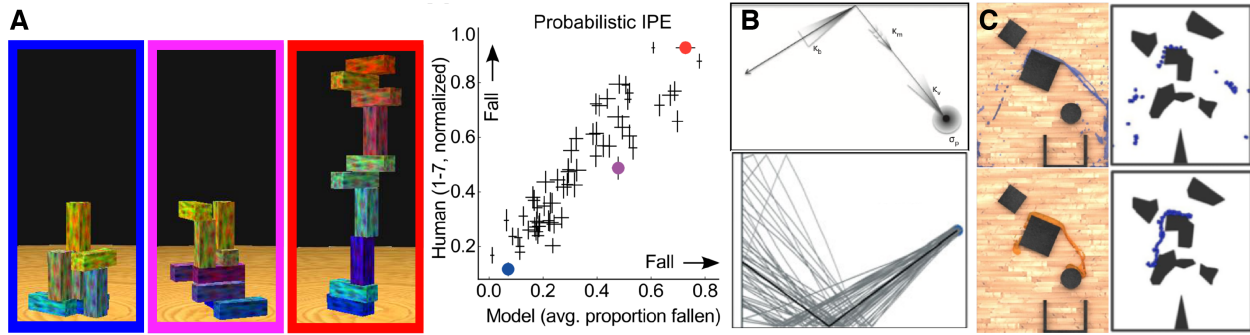 A
Probabilistic IPE
Human (1-7, normalized)
Fall
1.0
0.8
0.6
0.4
0.2
Fall
0.0 0.2 0.4 0.6 0.8
Model (avg. proportion fallen)
B
κb
κm
κv
σp
C